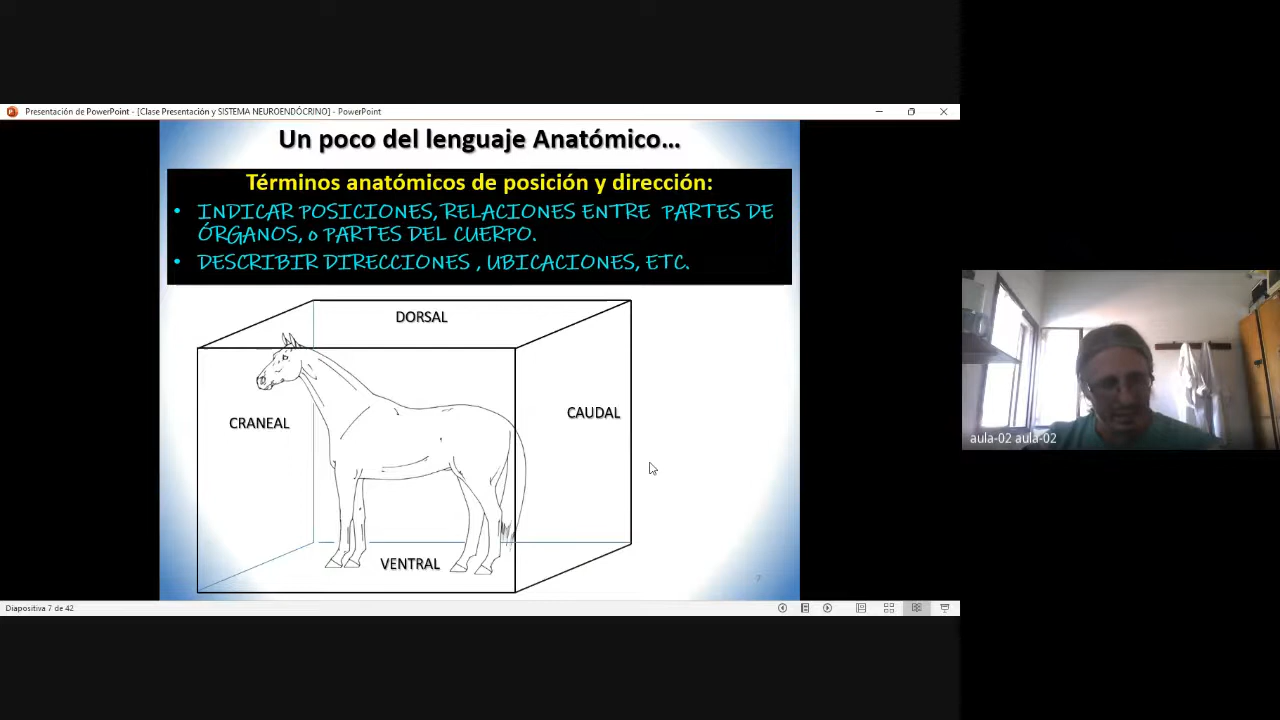 Presentación de PowerPoint - [Clase Presentación y SISTEMA NEUROENDÓCRINO] - PowerPoint
Un poco del lenguaje Anatómico...
Términos anatómicos de posición y dirección:
• INDICAR POSICIONES, RELACIONES ENTRE PARTES DE
ÓRGANOS, o PARTES DEL CUERPO.
• DESCRIBIR DIRECCIONES , UBICACIONES, ETC.
DORSAL
CRANEAL
CAUDAL
VENTRAL
7
Diapositiva 7 de 42
aula-02 aula-02